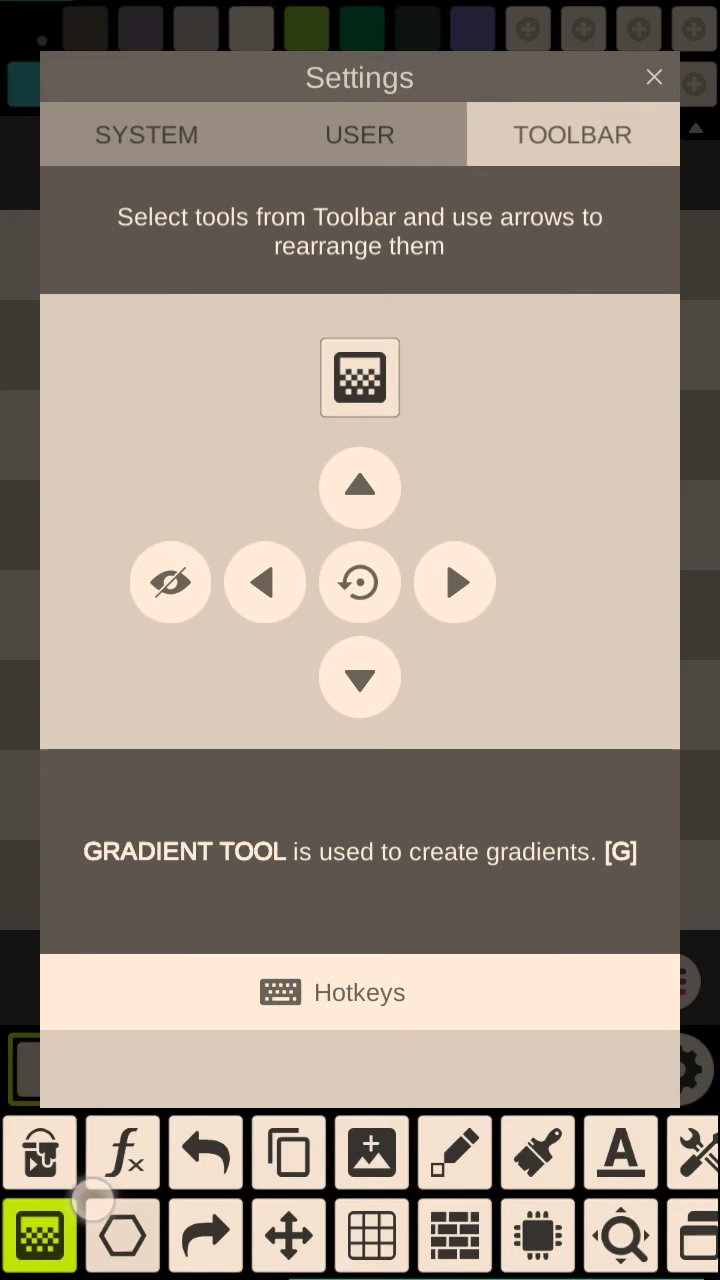 Settings
SYSTEM
USER
TOOLBAR
Select tools from Toolbar and use arrows to
rearrange them
GRADIENT TOOL is used to create gradients. [G]
Hotkeys
fx
A